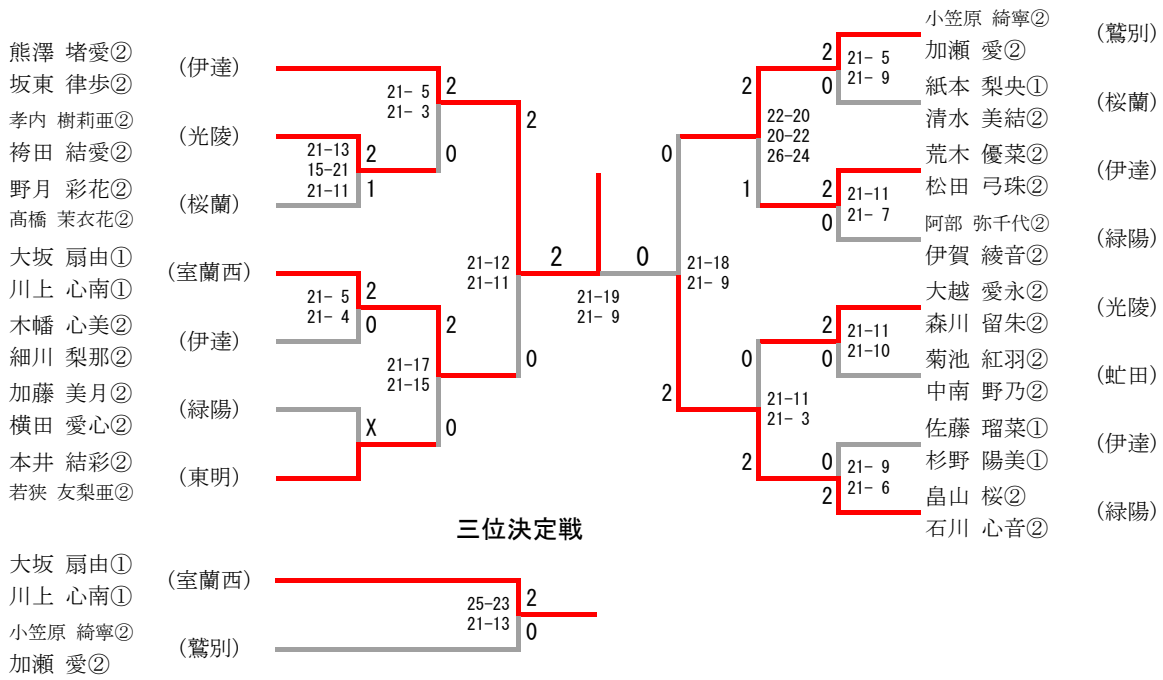 熊澤 堵愛②
坂東 律歩②
(伊達)
孝内 樹莉亜②
袴田 結愛②
(光陵)
野月 彩花②
髙橋 茉衣花②
(桜蘭)
大坂 扇由①
川上 心南①
(室蘭西)
木幡 心美②
細川 梨那②
(伊達)
加藤 美月②
横田 愛心②
(緑陽)
本井 結彩②
若狭 友梨亜②
(東明)
21- 5
21- 3
2
0
21-13
15-21
21-11
2
1
21- 5
21- 4
2
0
21-17
21-15
2
0
X
21-12
21-11
2
0
2
0
21-19
21- 9
21-18
21- 9
0
2
22-20
20-22
26-24
2
1
21-11
21- 3
0
2
21- 5
21- 9
2
0
21-11
21- 7
2
0
21-11
21-10
2
0
21- 9
21- 6
0
2
小笠原 綺寧②
加瀬 愛②
(鷲別)
紙本 梨央①
清水 美結②
(桜蘭)
荒木 優菜②
松田 弓珠②
(伊達)
阿部 弥千代②
伊賀 綾音②
(緑陽)
大越 愛永②
森川 留朱②
(光陵)
菊池 紅羽②
中南 野乃②
(虻田)
佐藤 瑠菜①
杉野 陽美①
(伊達)
畠山 桜②
石川 心音②
(緑陽)
三位決定戦
大坂 扇由①
川上 心南①
(室蘭西)
小笠原 綺寧②
加瀬 愛②
(鷲別)
25-23
21-13
2
0